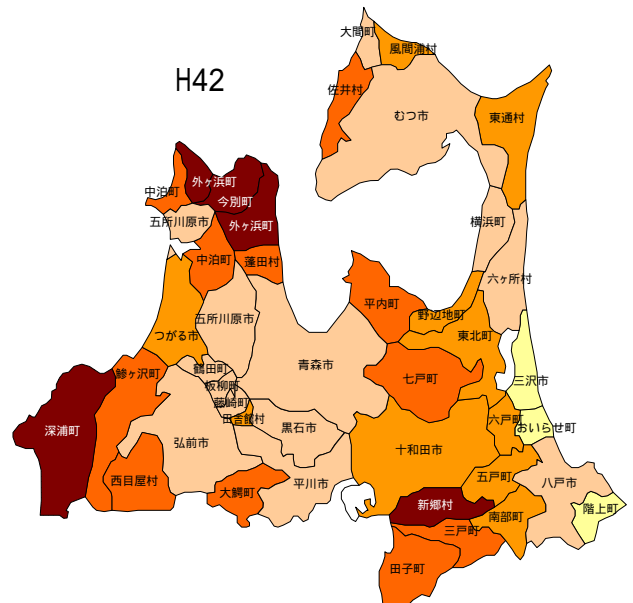 大間町
風間浦村
H42
佐井村
むつ市
東通村
外ヶ浜町
中泊町
今別町
五所川原市
外ヶ浜町
横浜町
中泊町
蓬田村
六ヶ所村
平内町
五所川原市
野辺地町
つがる市
東北町
青森市
鶴田町
鰺ヶ沢町
七戸町
三沢市
板柳町
藤崎町
田舎館村
六戸町
おいらせ町
深浦町
黒石市
弘前市
十和田市
平川市
五戸町
八戸市
西目屋村
大鰐町
新郷村
階上町
南部町
三戸町
田子町